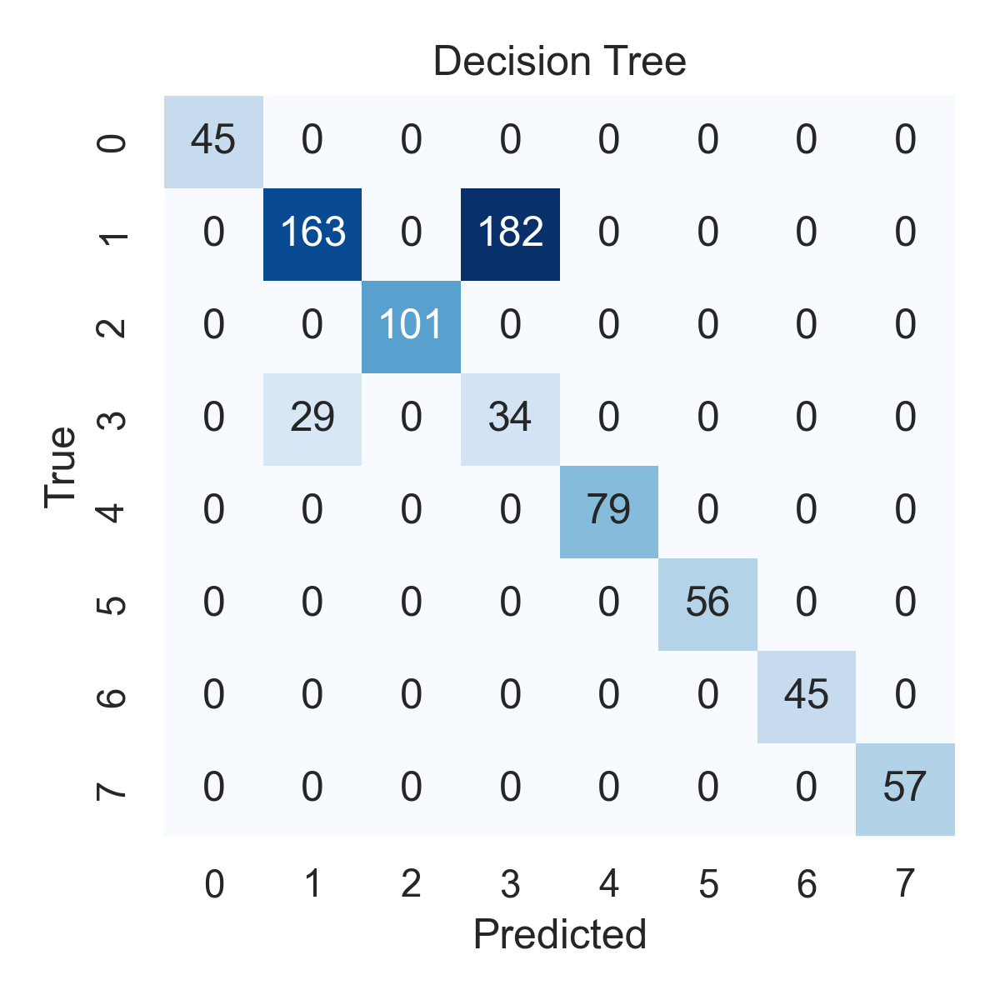 Decision Tree
0 45 0 0 0 0 0 0 0
1 0 163 0 182 0 0 0 0
2 0 0 101 0 0 0 0 0
3 0 29 0 34 0 0 0 0
True
4 0 0 0 0 79 0 0 0
5 0 0 0 0 0 56 0 0
6 0 0 0 0 0 0 45 0
7 0 0 0 0 0 0 0 57
0 1 2 3 4 5 6 7
Predicted